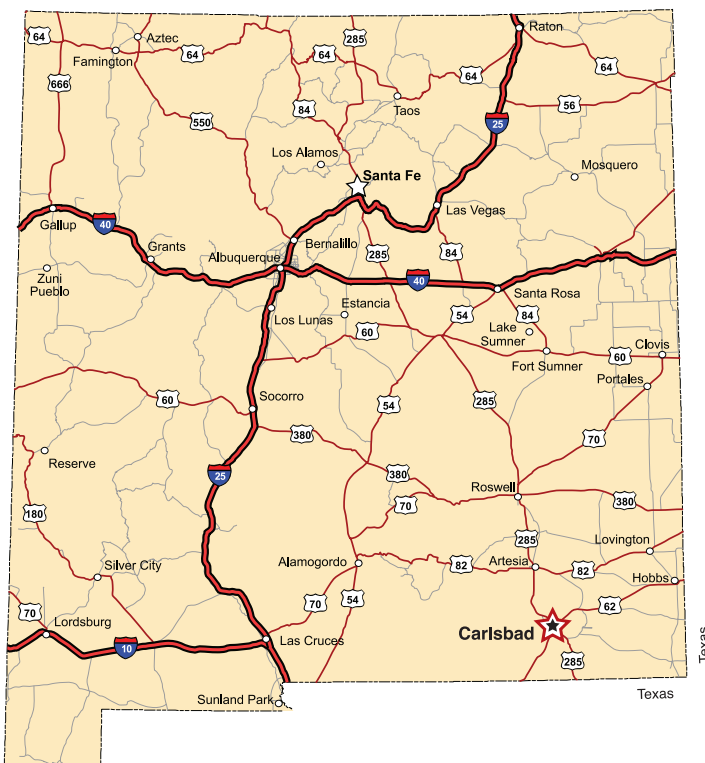 Raton
64
Aztec
285
Famington
64
64
64
64
666
56
84
Taos
550
25
Los Alamos
Mosquero
Santa Fe
Las Vegas
Gallup
40
Bernalillo
Grants
Albuquerque
285
84
Zuni
Pueblo
40
Santa Rosa
Estancia
Los Lunas
54
84
60
Lake
Sumner
Clovis
60
Fort Sumner
Portales
60
Socorro
54
285
380
70
Reserve
25
380
Roswell
70
380
180
285
Lovington
Silver City
Alamogordo
82
Artesia
82
Hobbs
70
70
54
62
Lordsburg
Carlsbad
Las Cruces
10
285
Texas
Sunland Park
Texas